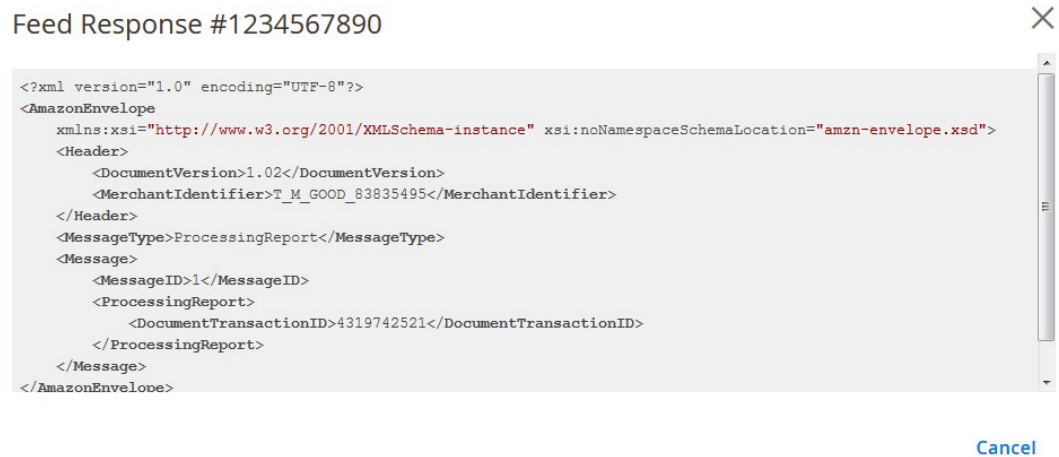 Feed Response #1234567890
<?xml version="1.0" encoding="UTF-8"?>
<AmazonEnvelope
    xmlns:xsi="http://www.w3.org/2001/XMLSchema-instance" xsi:noNamespaceSchemaLocation="amzn-envelope.xsd">
    <Header>
        <DocumentVersion>1.02</DocumentVersion>
        <MerchantIdentifier>T_M_GOOD_83835495</MerchantIdentifier>
    </Header>
    <MessageType>ProcessingReport</MessageType>
    <Message>
        <MessageID>1</MessageID>
        <ProcessingReport>
            <DocumentTransactionID>4319742521</DocumentTransactionID>
        </ProcessingReport>
    </Message>
</AmazonEnvelope>
Cancel